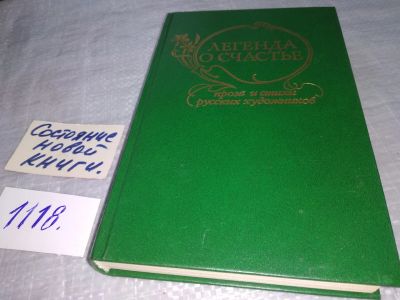 ЛЕГЕНДА
О СЧАСТЬЕ
проза и стихи
русских художников
Состояние
новой
книги.
1118.